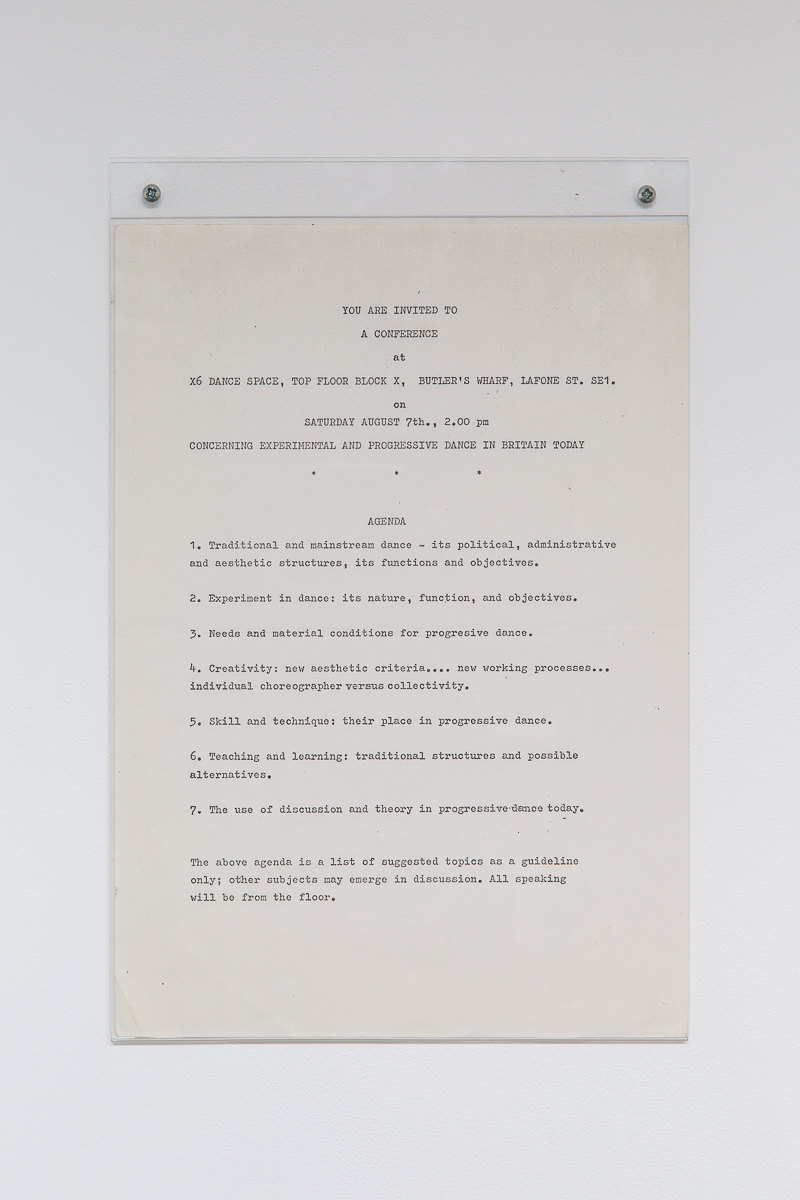 YOU ARE INVITED TO
A CONFERENCE
at
X6 DANCE SPACE, TOP FLOOR BLOCK X,  BUTLER'S WHARF, LAFONE ST. SE1.
on
SATURDAY AUGUST 7th., 2.00 pm
CONCERNING EXPERIMENTAL AND PROGRESSIVE DANCE IN BRITAIN TODAY
* * *
AGENDA
1. Traditional and mainstream dance - its political, administrative
and aesthetic structures, its functions and objectives.
2. Experiment in dance: its nature, function, and objectives.
3. Needs and material conditions for progresive dance.
4. Creativity: new aesthetic criteria.... new working processes...
individual choreographer versus collectivity.
5. Skill and technique: their place in progressive dance.
6. Teaching and learning: traditional structures and possible
alternatives.
7. The use of discussion and theory in progressive dance today.
The above agenda is a list of suggested topics as a guideline
only; other subjects may emerge in discussion. All speaking
will be from the floor.